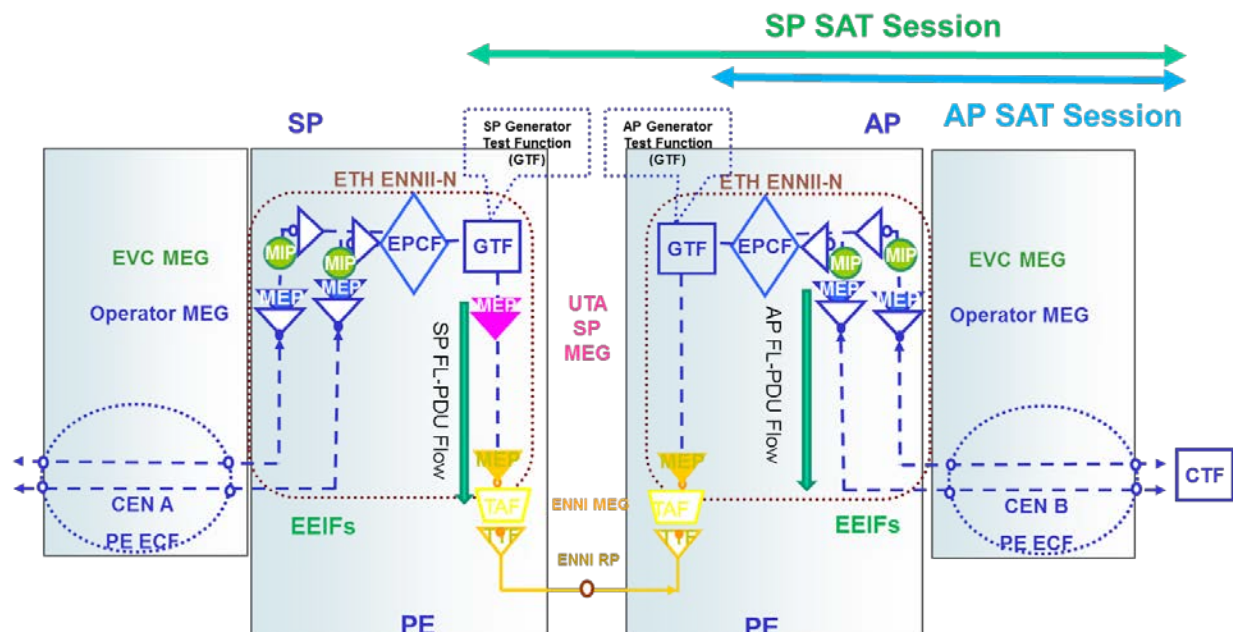 SP SAT Session
AP SAT Session
SP
AP
SP Generator
Test Function
(GTF)
AP Generator
Test Function
(GTF)
ETH ENNII-N
ETH ENNII-N
MIP
MIP
EPCF
GTF
GTF
EPCF
MIP
MIP
EVC MEG
EVC MEG
MEP
MEP
MEP
MEP
MEP
Operator MEG
Operator MEG
UTA
SP
MEG
SP FL-PDU Flow
AP FL-PDU Flow
MEP
MEP
CEN A
PE ECF
EEIFs
TAF
ENNI MEG
TAF
EEIFs
CEN B
PE ECF
CTF
TTF
ENNI RP
TTF
PE
PE